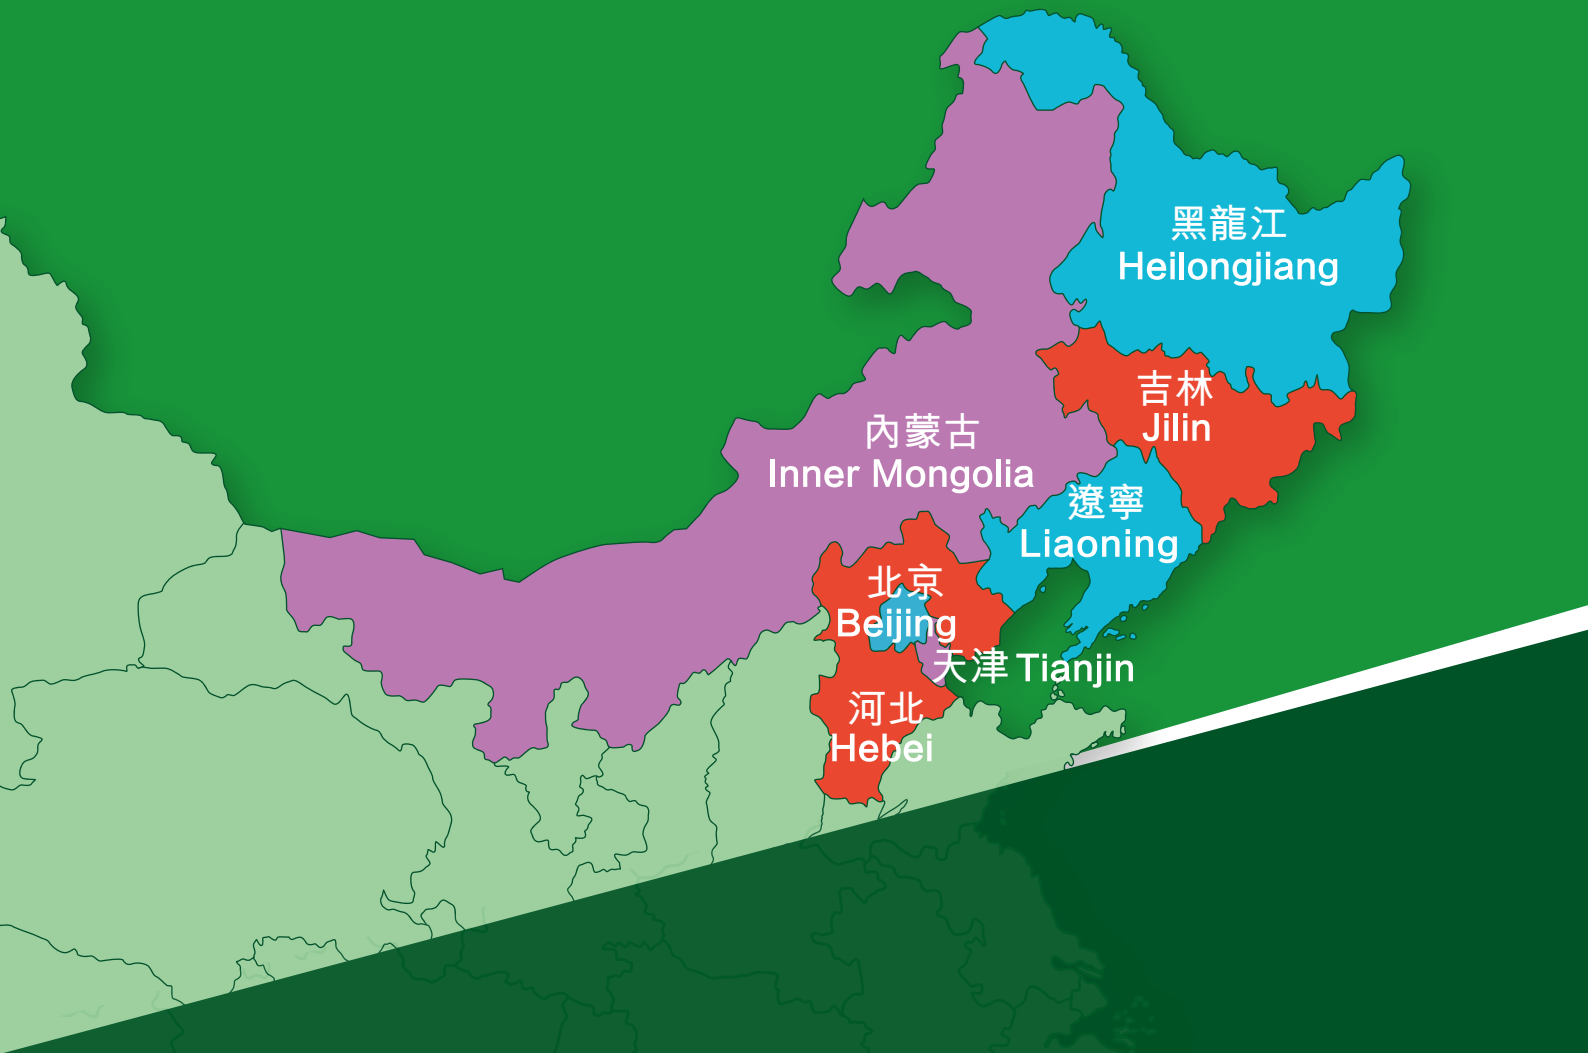 黑龍江
Heilongjiang
吉林
Jilin
內蒙古
Inner Mongolia
遼寧
Liaoning
北京
Beijing
天津 Tianjin
河北
Hebei